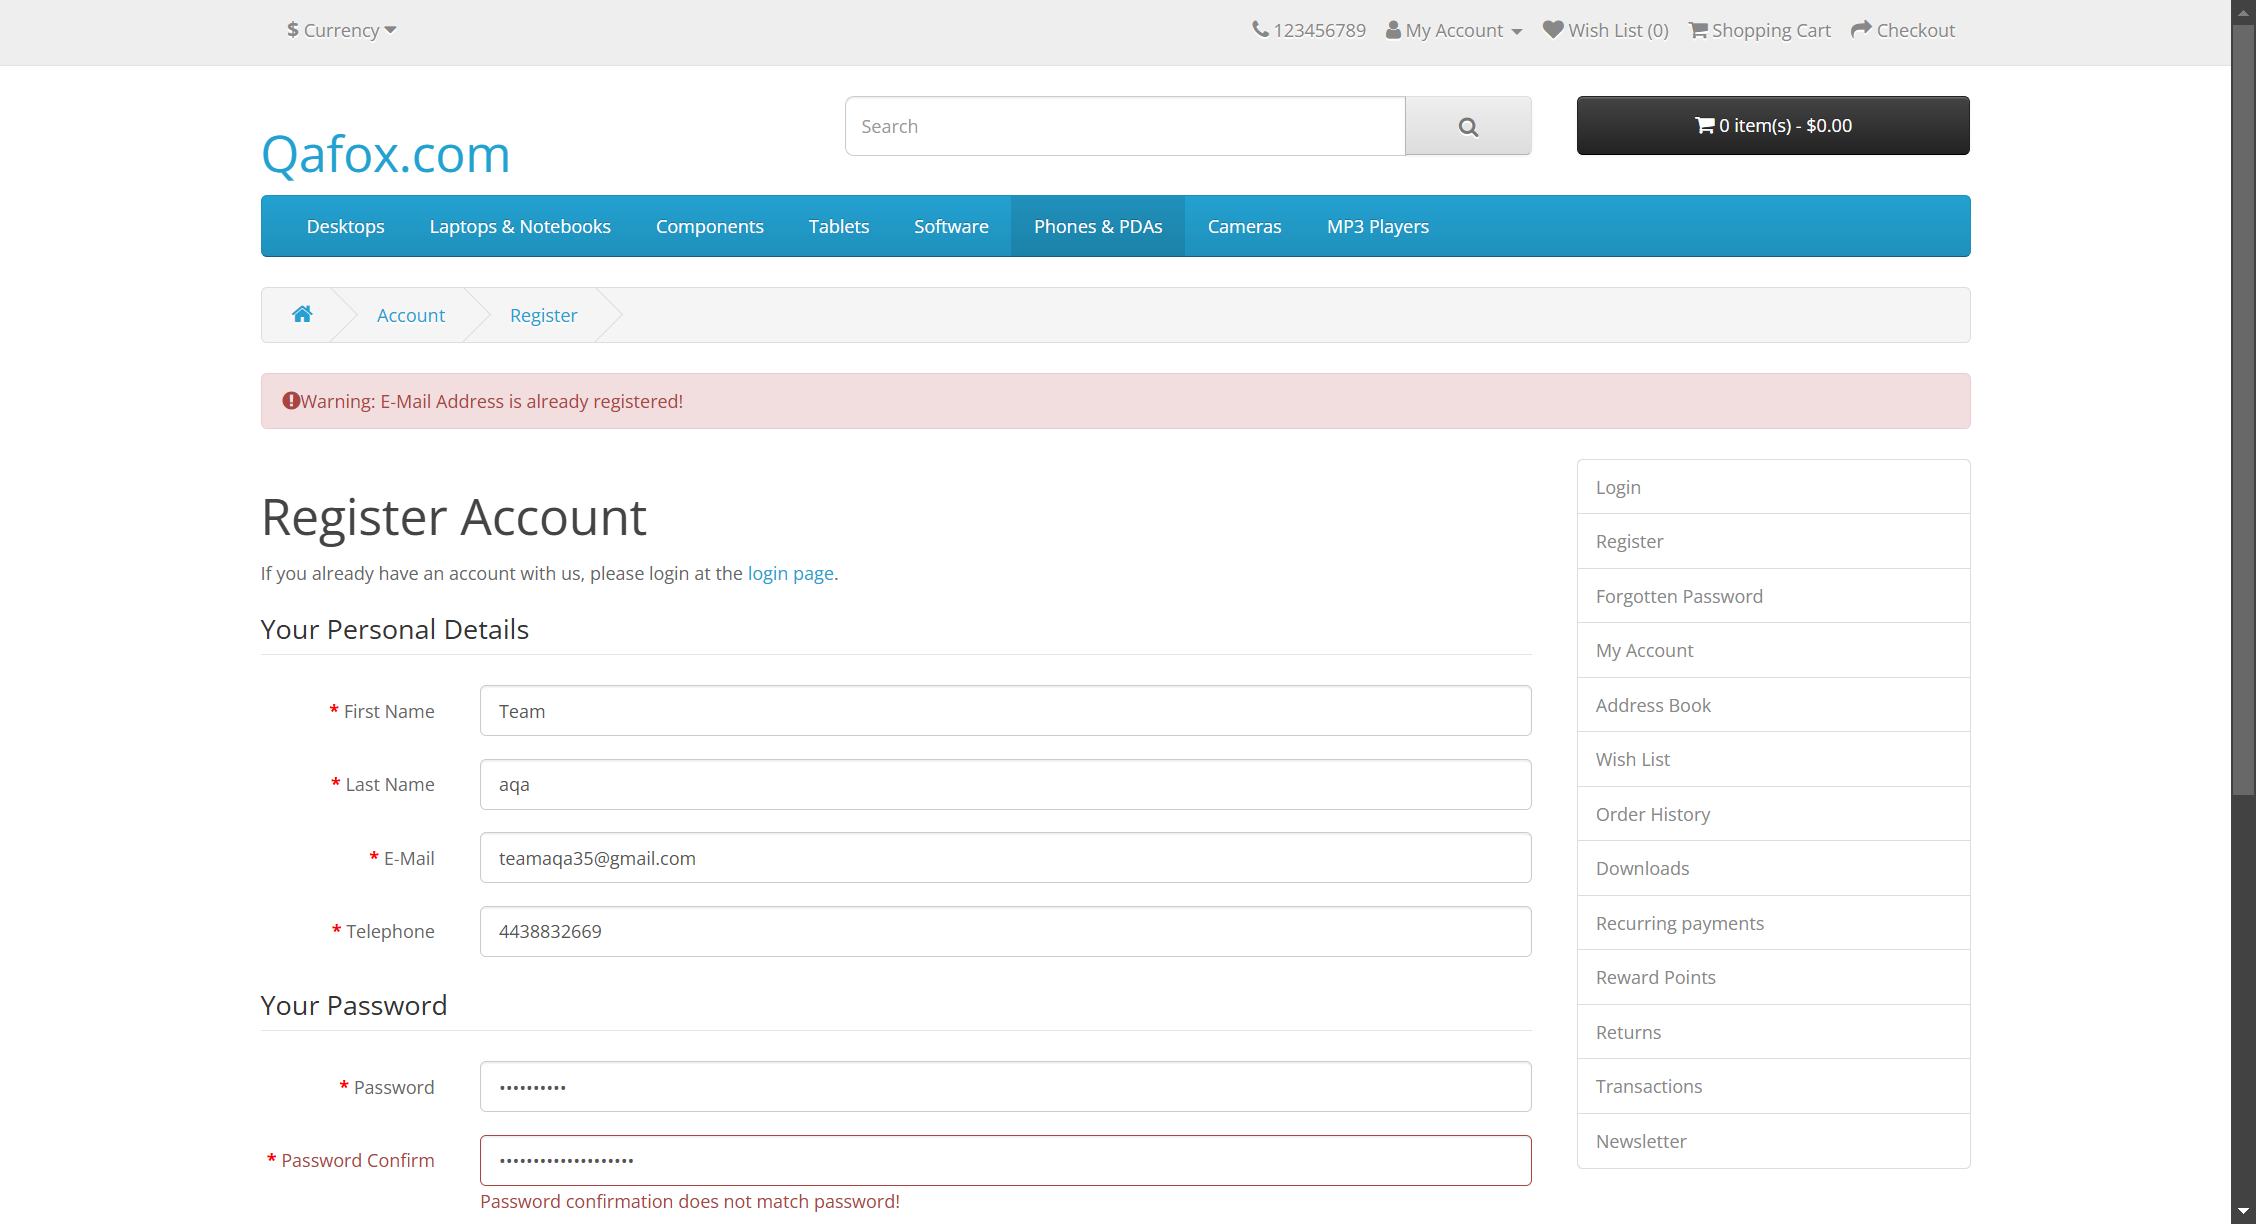 $ Currency
123456789 My Account Wish List (0) Shopping Cart Checkout
Qafox.com
Search
0 item(s) - $0.00
Desktops Laptops & Notebooks Components Tablets Software Phones & PDAs Cameras MP3 Players
Account Register
Warning: E-Mail Address is already registered!
Register Account
If you already have an account with us, please login at the login page.
Your Personal Details
* First Name Team
* Last Name aqa
* E-Mail teamaqa35@gmail.com
* Telephone 4438832669
Your Password
* Password ••••••••••
* Password Confirm ••••••••••••••••••••
Password confirmation does not match password!
Login
Register
Forgotten Password
My Account
Address Book
Wish List
Order History
Downloads
Recurring payments
Reward Points
Returns
Transactions
Newsletter